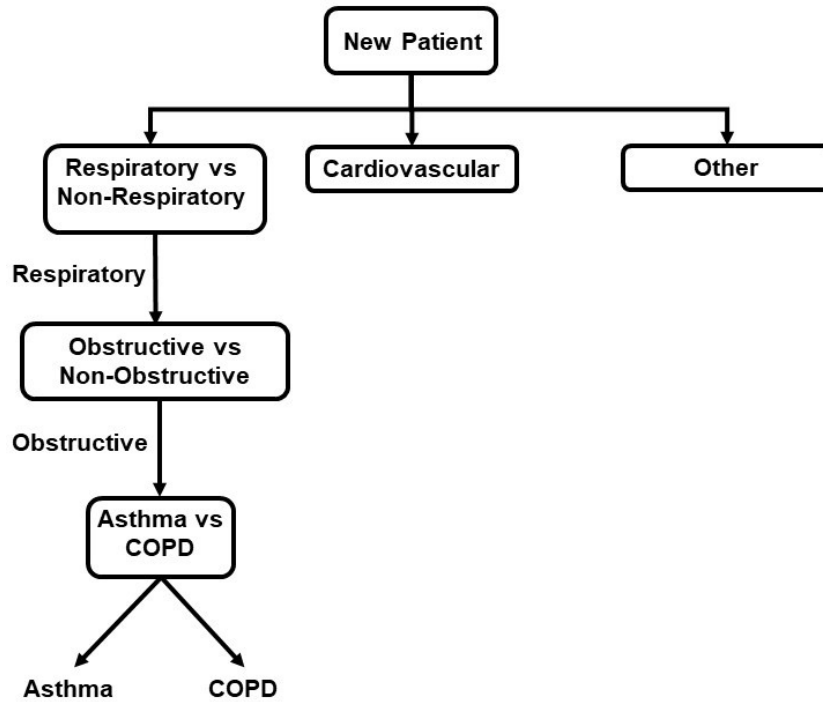 New Patient
Respiratory vs
Non-Respiratory
Cardiovascular
Other
Respiratory
Obstructive vs
Non-Obstructive
Obstructive
Asthma vs
COPD
Asthma
COPD